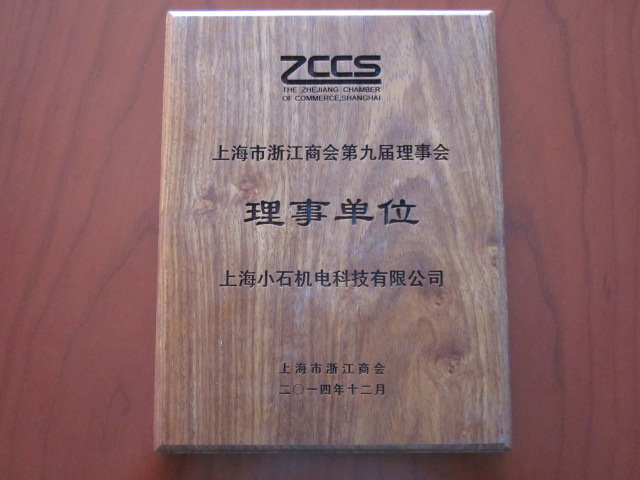 ZCCS
THE ZHEJIANG CHAMBER
OF COMMERCE,SHANGHAI
上海市浙江商会第九届理事会
理事单位
上海小石机电科技有限公司
上海市浙江商会
二〇一四年十二月